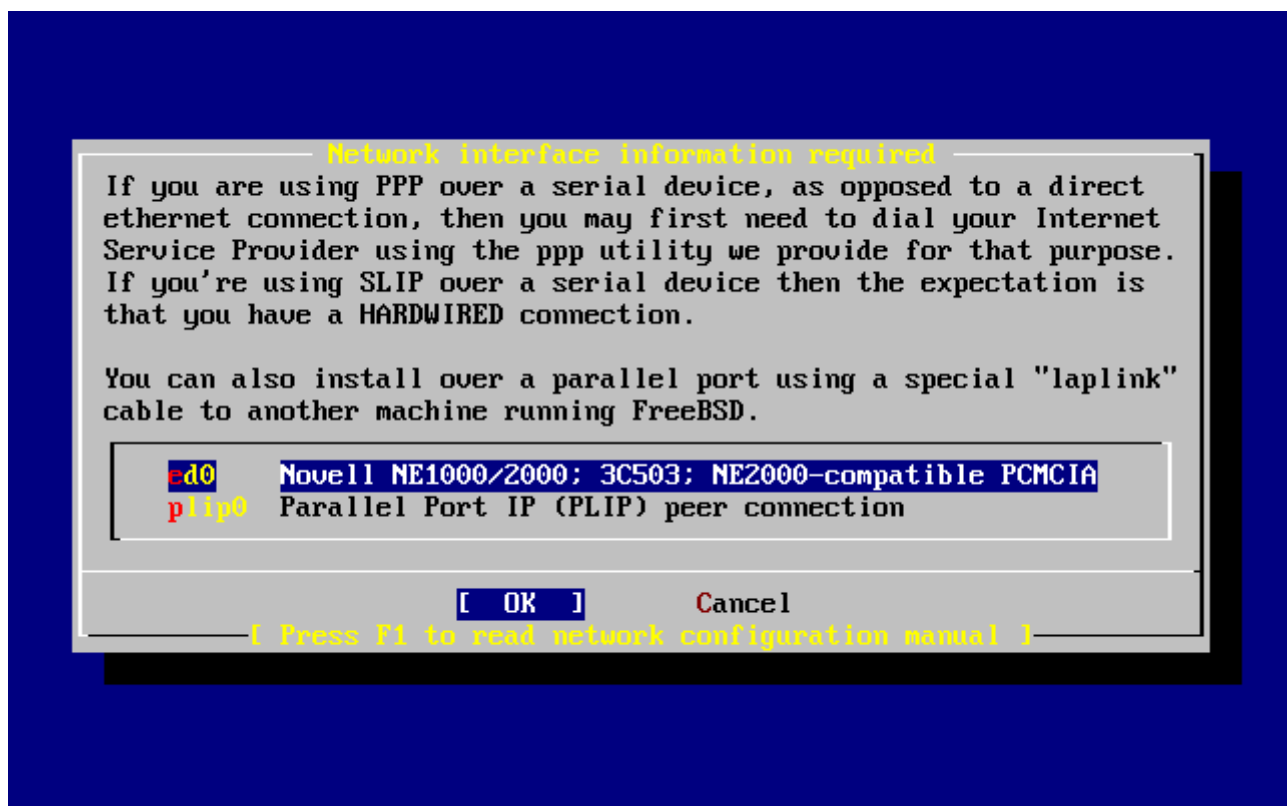 Network interface information required
If you are using PPP over a serial device, as opposed to a direct
ethernet connection, then you may first need to dial your Internet
Service Provider using the ppp utility we provide for that purpose.
If you're using SLIP over a serial device then the expectation is
that you have a HARDWIRED connection.
You can also install over a parallel port using a special "laplink"
cable to another machine running FreeBSD.
ed0 Novell NE1000/2000; 3C503; NE2000-compatible PCMCIA
plip0 Parallel Port IP (PLIP) peer connection
[ OK ] Cancel
[ Press F1 to read network configuration manual ]